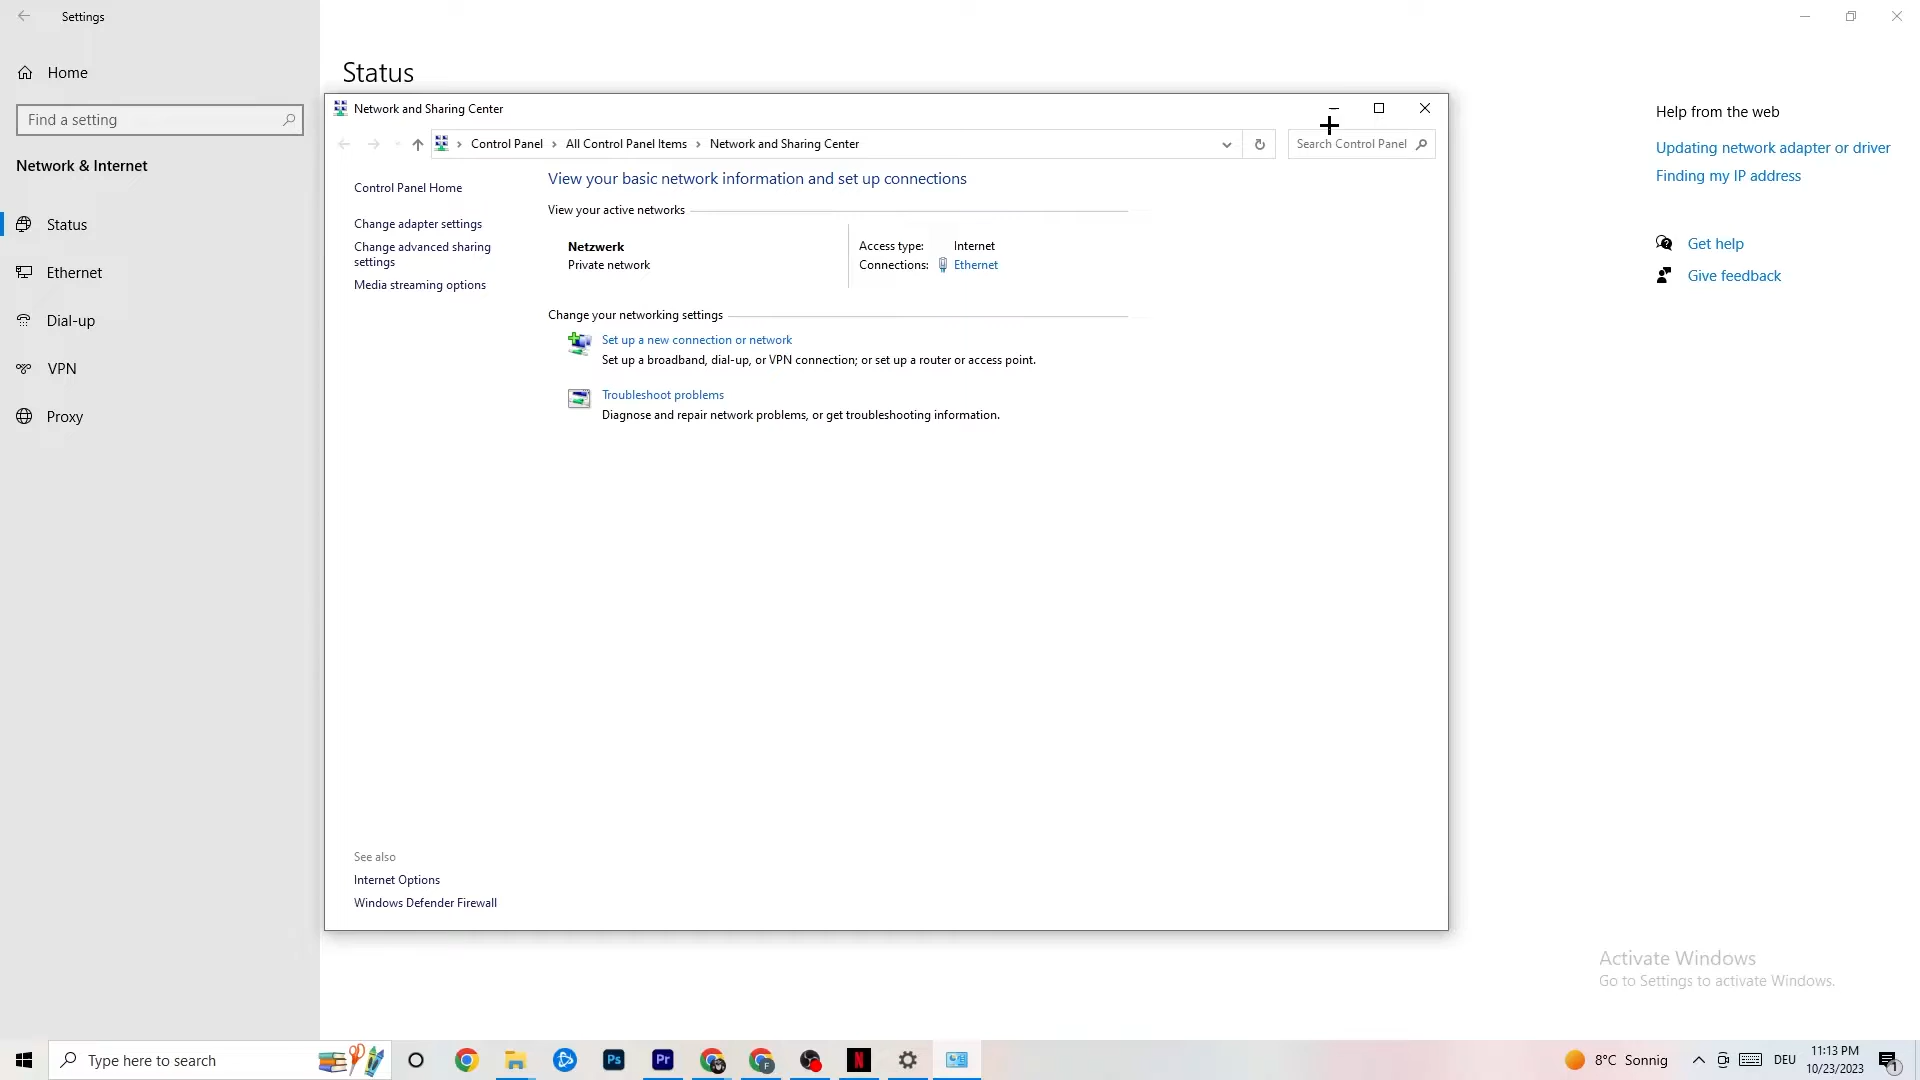 Settings
Home
Find a setting
Network & Internet
Status
Ethernet
Dial-up
VPN
Proxy
Status
Network and Sharing Center
Control Panel
All Control Panel Items
Network and Sharing Center
Search Control Panel
Control Panel Home
Change adapter settings
Change advanced sharing
settings
Media streaming options
See also
Internet Options
Windows Defender Firewall
View your basic network information and set up connections
View your active networks
Netzwerk
Private network
Access type: Internet
Connections: Ethernet
Change your networking settings
Set up a new connection or network
Set up a broadband, dial-up, or VPN connection; or set up a router or access point.
Troubleshoot problems
Diagnose and repair network problems, or get troubleshooting information.
Help from the web
Updating network adapter or driver
Finding my IP address
Get help
Give feedback
Activate Windows
Go to Settings to activate Windows.
Type here to search
Ps
Pr
F
N
8°C Sonnig
DEU
11:13 PM
10/23/2023
1